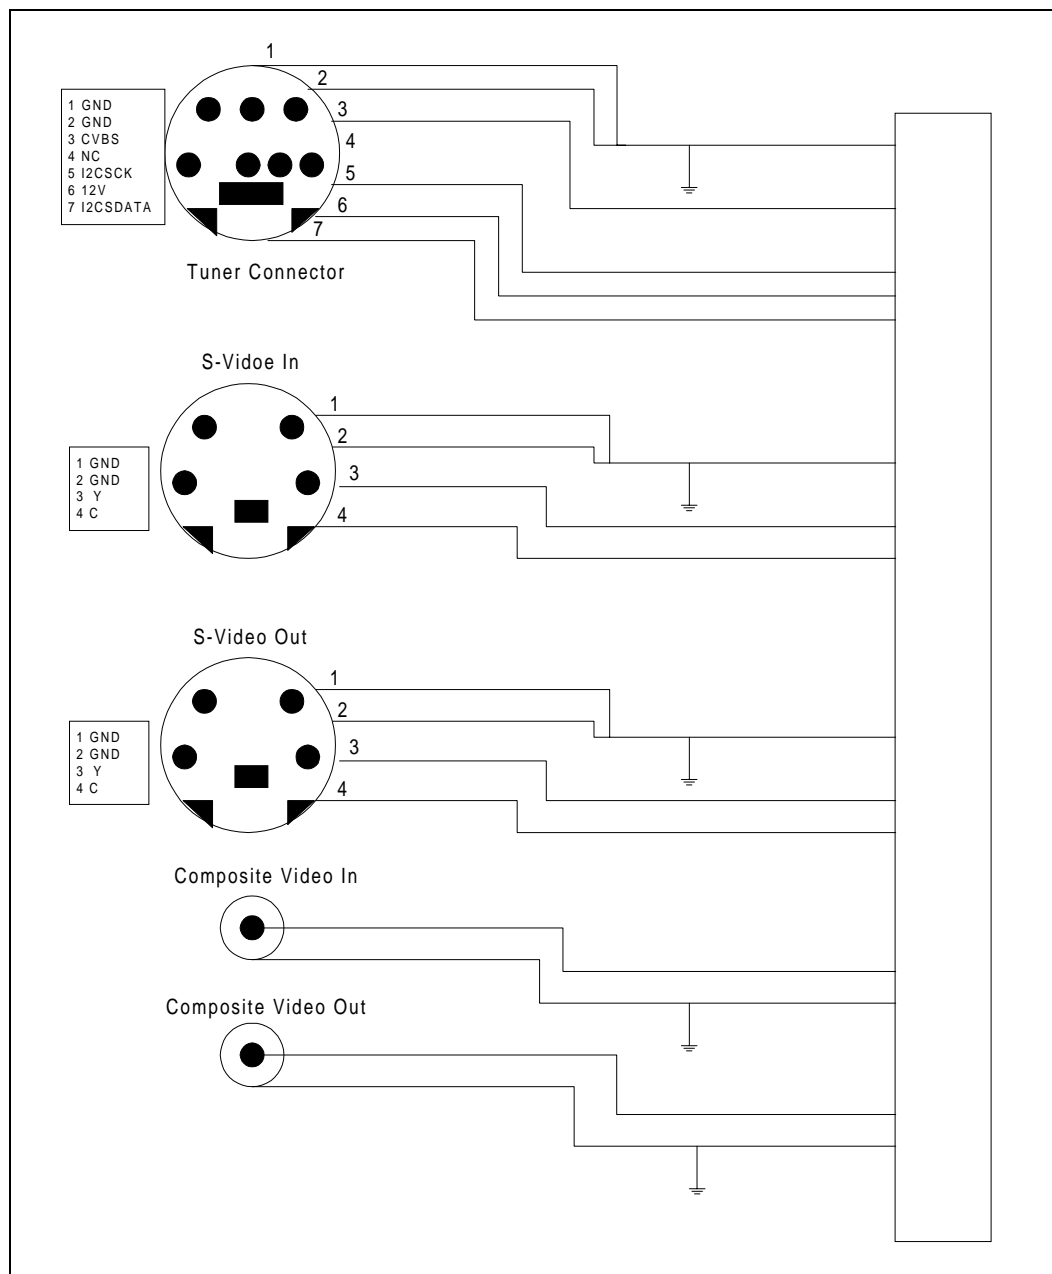 1
2
3
4
5
6
7
1 GND
2 GND
3 CVBS
4 NC
5 I2CSCK
6 12V
7 I2CSDATA
Tuner Connector
S-Vidoe In
1
2
3
4
1 GND
2 GND
3 Y
4 C
S-Video Out
1
2
3
4
1 GND
2 GND
3 Y
4 C
Composite Video In
Composite Video Out